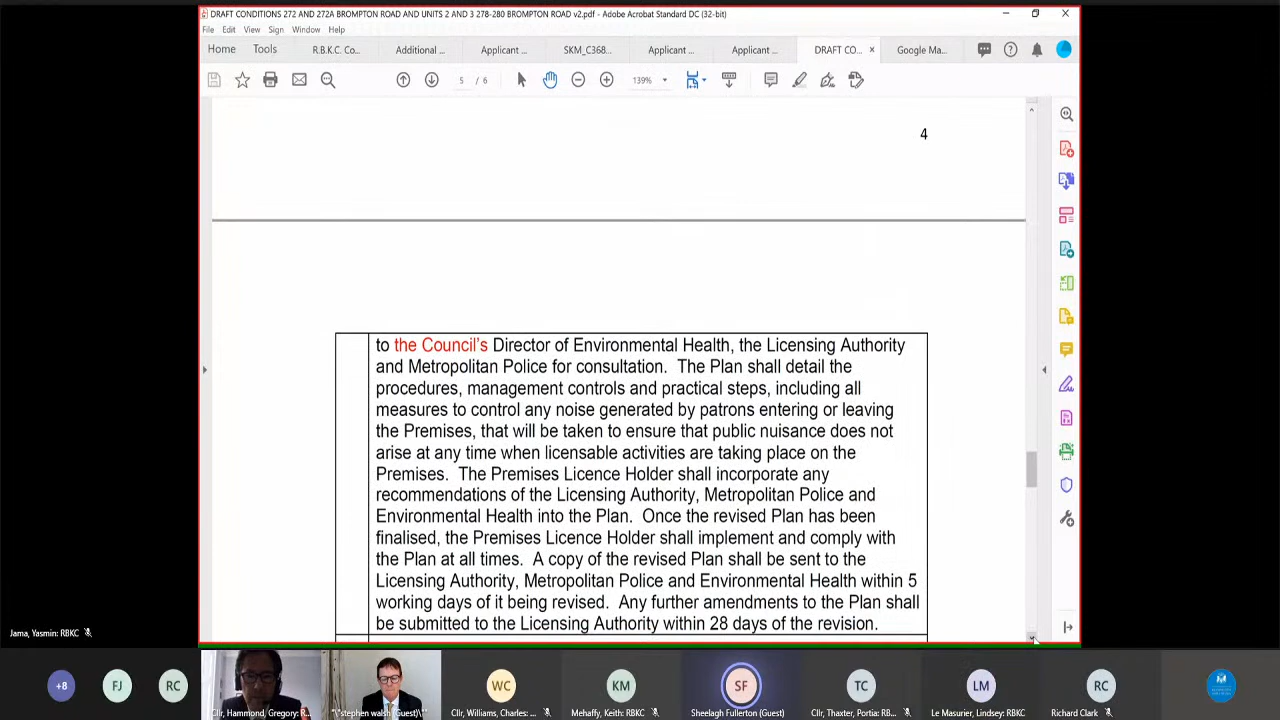 DRAFT CONDITIONS 272 AND 272A BROMPTON ROAD AND UNITS 2 AND 3 278-280 BROMPTON ROAD v2.pdf - Adobe Acrobat Standard DC (32-bit)
File Edit View Sign Window Help
Home Tools R.B.K.C. Co... Additional ... Applicant ... SKM_C368... Applicant ... Applicant ... DRAFT CO... × Google Ma...
5 / 6 139%
4
to the Council's Director of Environmental Health, the Licensing Authority
and Metropolitan Police for consultation. The Plan shall detail the
procedures, management controls and practical steps, including all
measures to control any noise generated by patrons entering or leaving
the Premises, that will be taken to ensure that public nuisance does not
arise at any time when licensable activities are taking place on the
Premises. The Premises Licence Holder shall incorporate any
recommendations of the Licensing Authority, Metropolitan Police and
Environmental Health into the Plan. Once the revised Plan has been
finalised, the Premises Licence Holder shall implement and comply with
the Plan at all times. A copy of the revised Plan shall be sent to the
Licensing Authority, Metropolitan Police and Environmental Health within 5
working days of it being revised. Any further amendments to the Plan shall
be submitted to the Licensing Authority within 28 days of the revision.
Jama, Yasmin: RBKC
+8 FJ RC WC KM SF TC LM RC
Cllr, Hammond, Gregory: R... \"stephen walsh (Guest)\" Cllr, Williams, Charles: ... Mehaffy, Keith: RBKC Sheelagh Fullerton (Guest) Cllr, Thaxter, Portia: RB... Le Masurier, Lindsey: RBKC Richard Clark